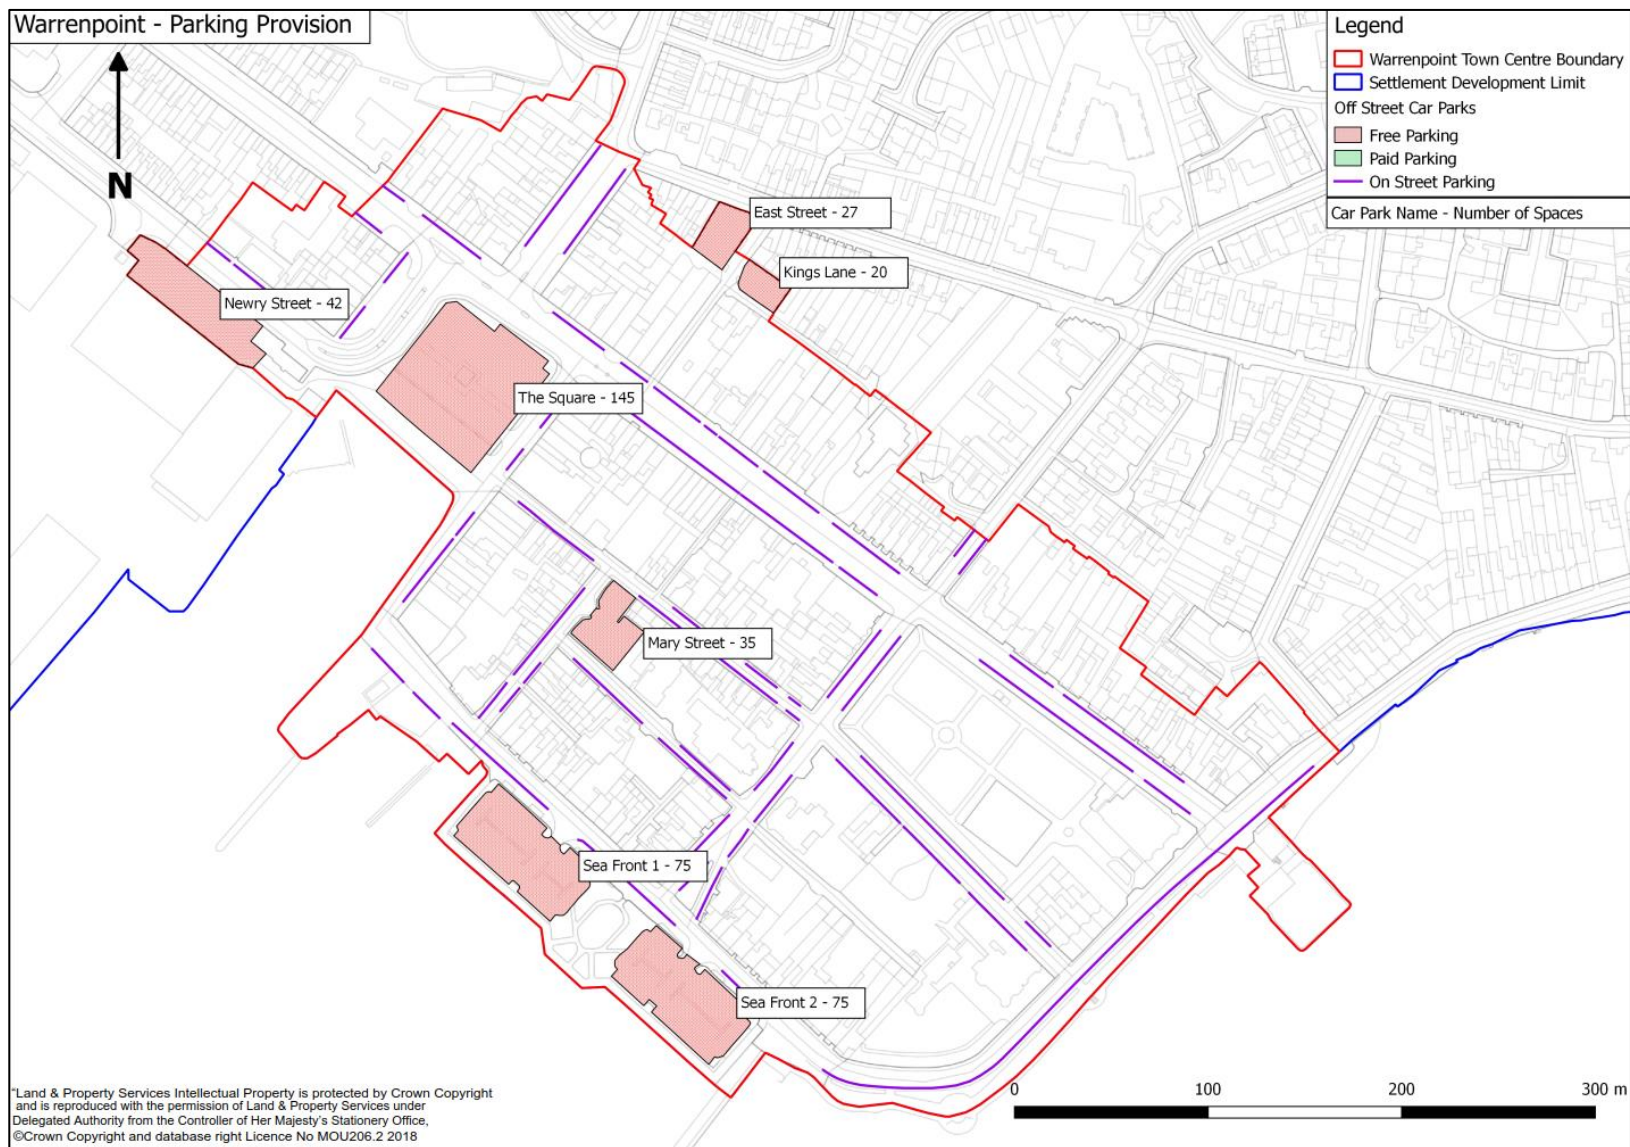 Warrenpoint - Parking Provision
N
Legend
Warrenpoint Town Centre Boundary
Settlement Development Limit
Off Street Car Parks
Free Parking
Paid Parking
On Street Parking
Car Park Name - Number of Spaces
East Street - 27
Kings Lane - 20
Newry Street - 42
The Square - 145
Mary Street - 35
Sea Front 1 - 75
Sea Front 2 - 75
0 100 200 300 m
"Land & Property Services Intellectual Property is protected by Crown Copyright
and is reproduced with the permission of Land & Property Services under
Delegated Authority from the Controller of Her Majesty's Stationery Office,
©Crown Copyright and database right Licence No MOU206.2 2018